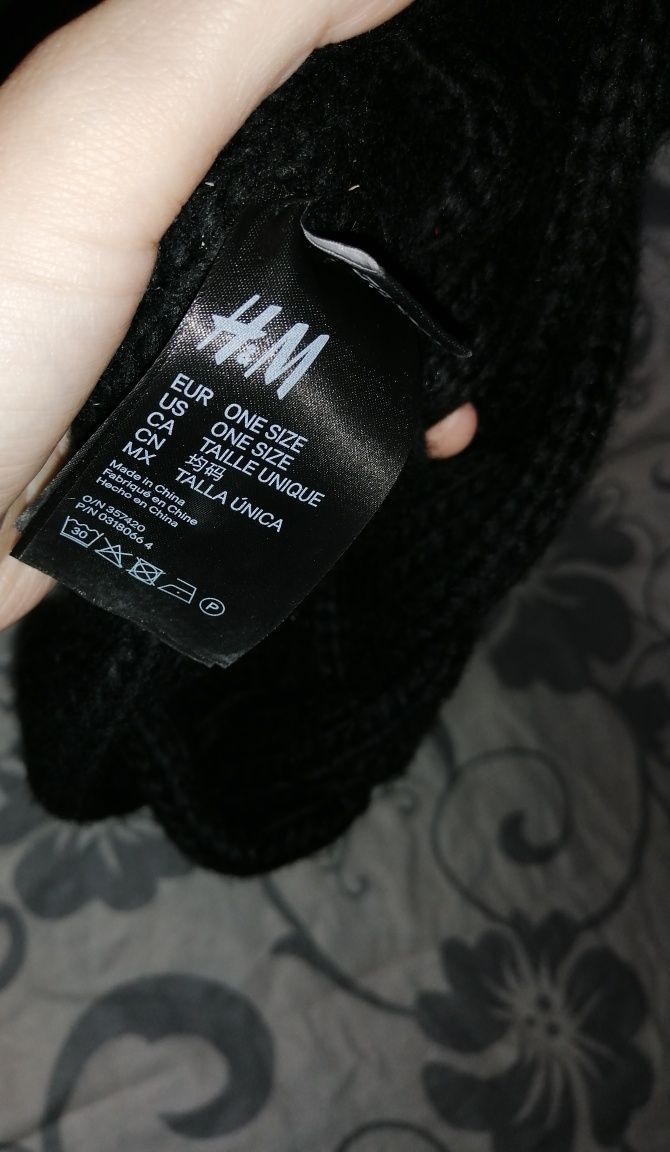 H&M
EUR ONE SIZE
US ONE SIZE
CA TAILLE UNIQUE
CN 均码
MX TALLA ÚNICA
Made in China
Fabriqué en Chine
Hecho en China
O/N 357420
P/N 0318066 4
30 P